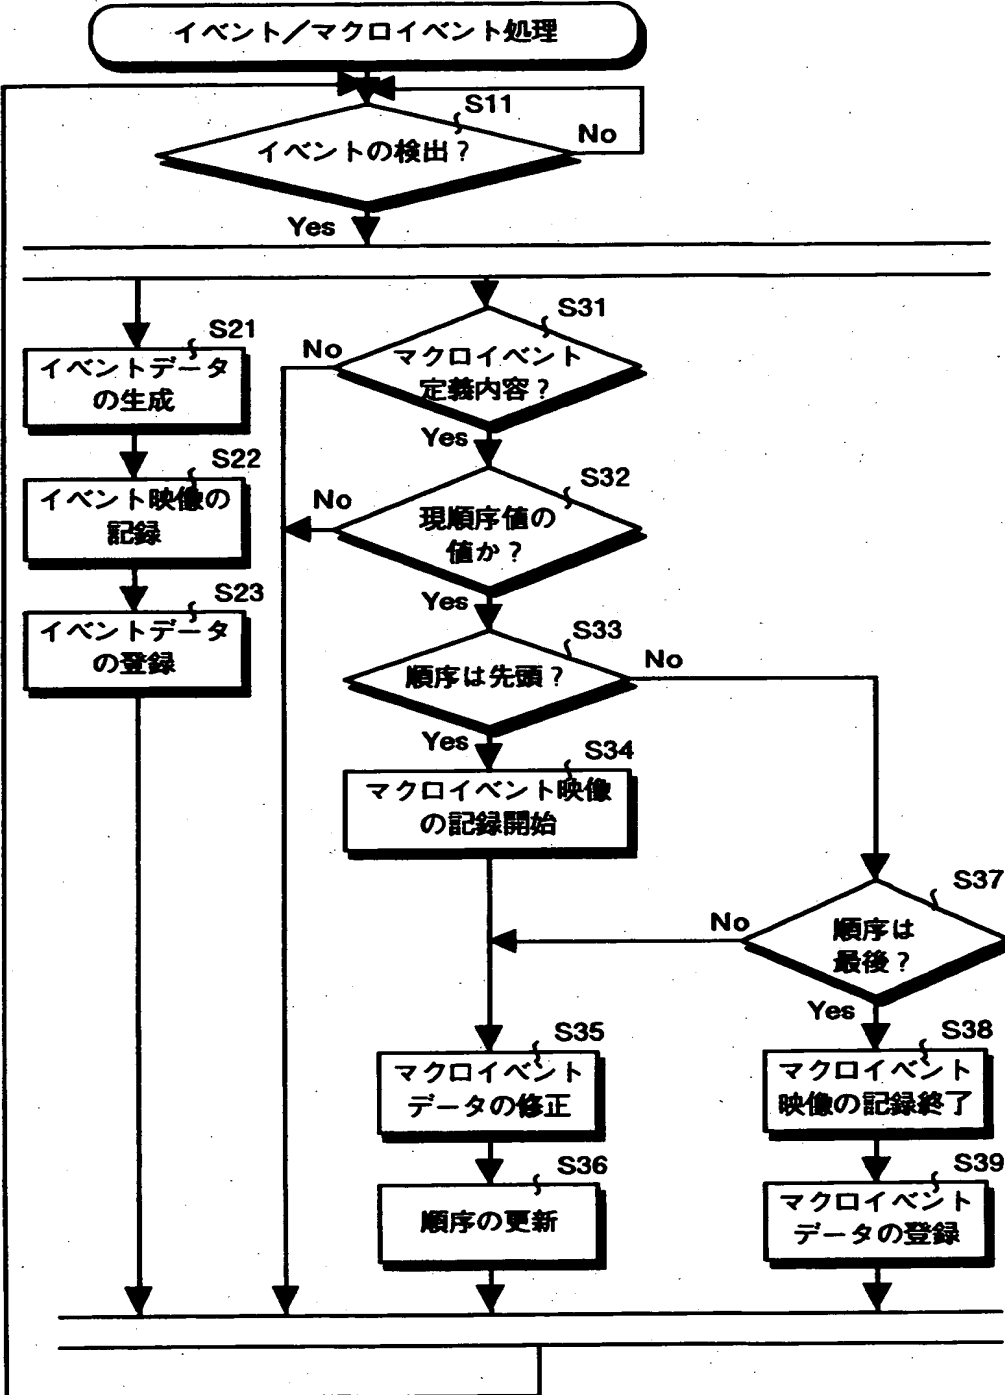 イベント／マクロイベント処理
S11
イベントの検出？
No
Yes
S21
イベントデータ
の生成
S22
イベント映像の
記録
S23
イベントデータ
の登録
S31
No
マクロイベント
定義内容？
Yes
S32
No
現順序値の
値か？
Yes
S33
順序は先頭？
No
Yes
S34
マクロイベント映像
の記録開始
S37
No
順序は
最後？
Yes
S35
マクロイベント
データの修正
S36
順序の更新
S38
マクロイベント
映像の記録終了
S39
マクロイベント
データの登録